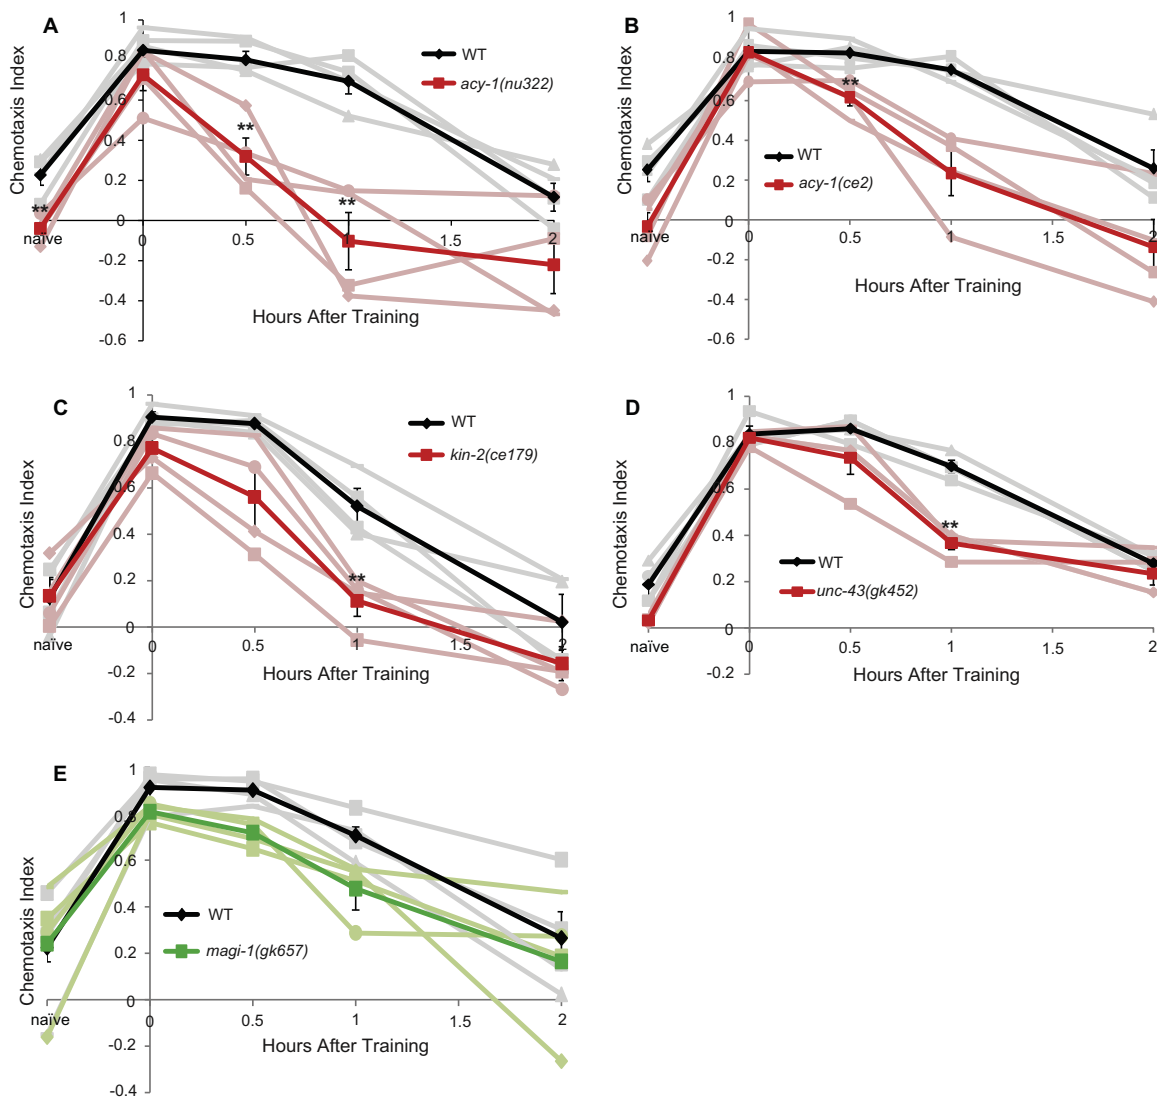 A
Chemotaxis Index
1
0.8
0.6
0.4
0.2
0
-0.2
-0.4
-0.6
WT
acy-1(nu322)
**
**
**
naïve
0
0.5
1
1.5
2
Hours After Training
B
Chemotaxis Index
1
0.8
0.6
0.4
0.2
0
-0.2
-0.4
-0.6
**
WT
acy-1(ce2)
naïve
0
0.5
1
1.5
2
Hours After Training
C
Chemotaxis Index
1
0.8
0.6
0.4
0.2
0
-0.2
-0.4
WT
kin-2(ce179)
**
naïve
0
0.5
1
1.5
2
Hours After Training
D
Chemotaxis Index
1
0.8
0.6
0.4
0.2
0
-0.2
**
WT
unc-43(gk452)
naïve
0
0.5
1
1.5
2
Hours After Training
E
Chemotaxis Index
1
0.8
0.6
0.4
0.2
0
-0.2
-0.4
WT
magi-1(gk657)
naïve
0
0.5
1
1.5
2
Hours After Training